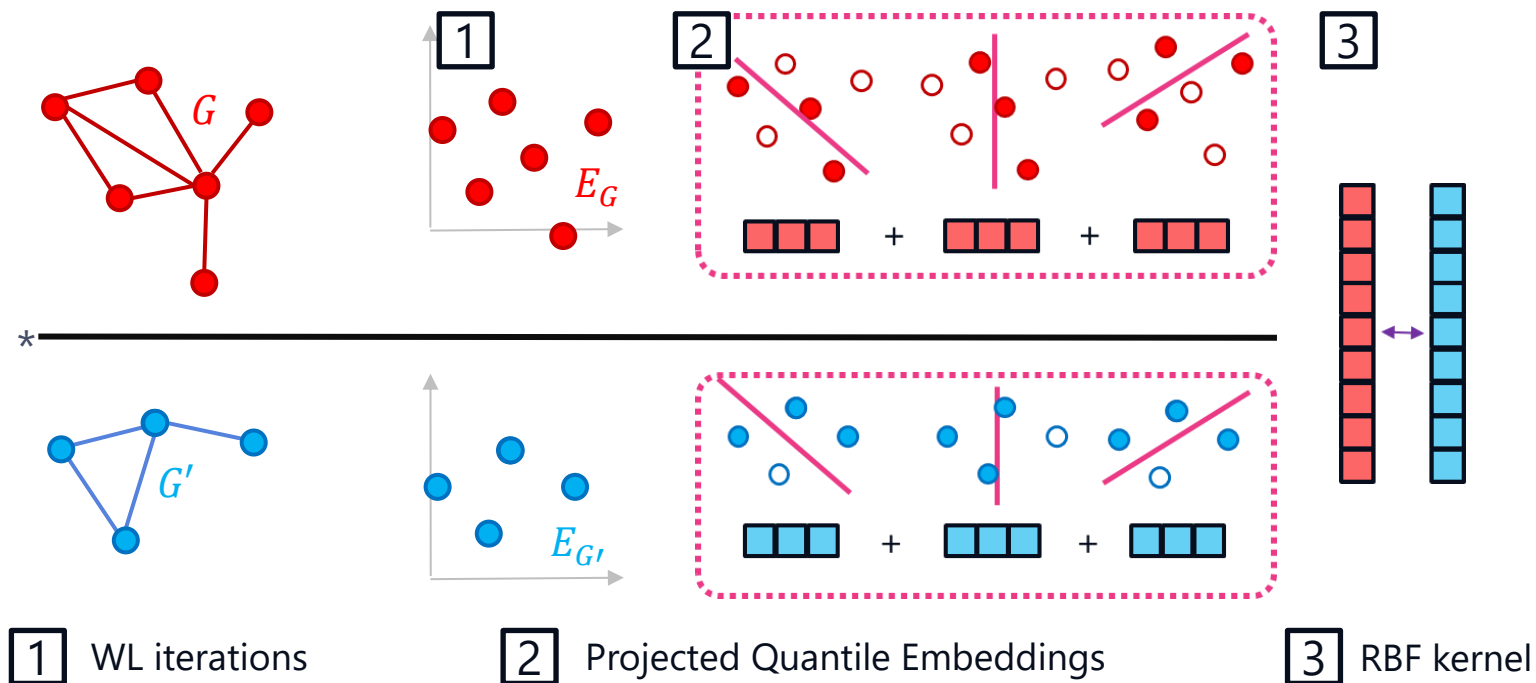 1
2
3
G
E_G
+
+
*
G′
E_G′
+
+
1 WL iterations
2 Projected Quantile Embeddings
3 RBF kernel